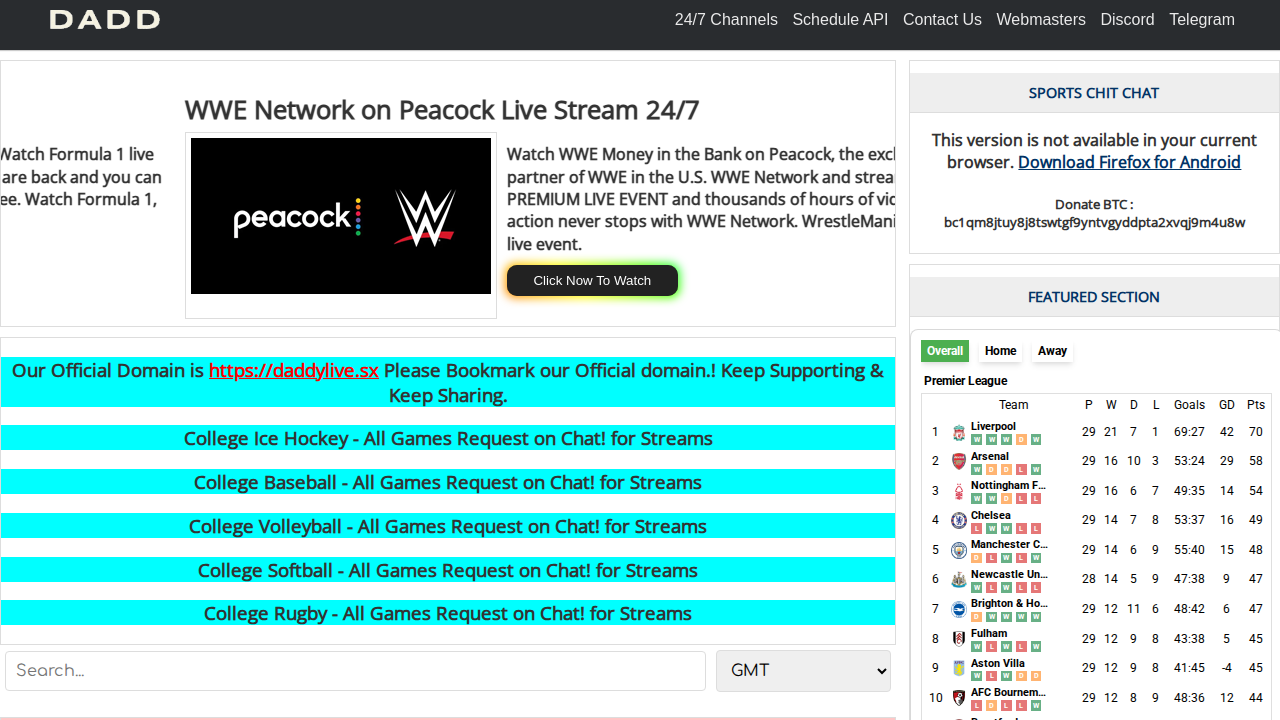 DADD
24/7 Channels Schedule API Contact Us Webmasters Discord Telegram
Watch Formula 1 live
are back and you can
ee. Watch Formula 1,
WWE Network on Peacock Live Stream 24/7
peacock W
Watch WWE Money in the Bank on Peacock, the excl
partner of WWE in the U.S. WWE Network and strea
PREMIUM LIVE EVENT and thousands of hours of vid
action never stops with WWE Network. WrestleMani
live event.
Click Now To Watch
Our Official Domain is https://daddylive.sx Please Bookmark our Official domain.! Keep Supporting &
Keep Sharing.
College Ice Hockey - All Games Request on Chat! for Streams
College Baseball - All Games Request on Chat! for Streams
College Volleyball - All Games Request on Chat! for Streams
College Softball - All Games Request on Chat! for Streams
College Rugby - All Games Request on Chat! for Streams
Search... GMT
SPORTS CHIT CHAT
This version is not available in your current
browser. Download Firefox for Android
Donate BTC :
bc1qm8jtuy8j8tswtgf9yntvgyddpta2xvqj9m4u8w
FEATURED SECTION
Overall Home Away
Premier League
Team P W D L Goals GD Pts
1 Liverpool 29 21 7 1 69:27 42 70
W W W D W
2 Arsenal 29 16 10 3 53:24 29 58
W D D L W
3 Nottingham F... 29 16 6 7 49:35 14 54
W W D L L
4 Chelsea 29 14 7 8 53:37 16 49
L W W L L
5 Manchester C... 29 14 6 9 55:40 15 48
D L W L W
6 Newcastle Un... 28 14 5 9 47:38 9 47
W L W L L
7 Brighton & Ho... 29 12 11 6 48:42 6 47
D W W W W
8 Fulham 29 12 9 8 43:38 5 45
W L W L W
9 Aston Villa 29 12 9 8 41:45 -4 45
W L W D D
10 AFC Bournem... 29 12 8 9 48:36 12 44
L D L L W